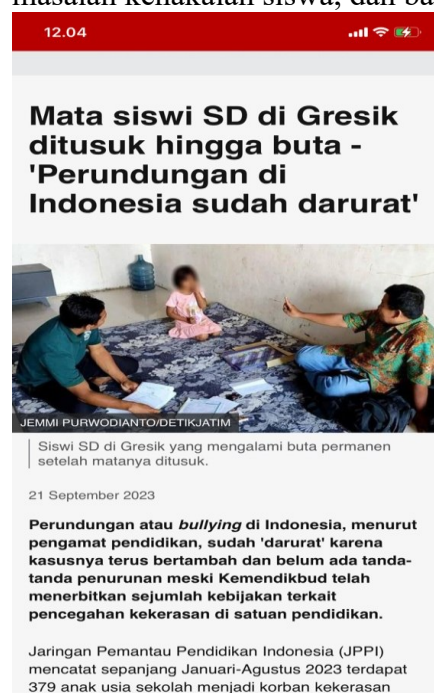 12.04
Mata siswi SD di Gresik
ditusuk hingga buta -
'Perundungan di
Indonesia sudah darurat'
JEMMI PURWODIANTO/DETIKJATIM
Siswi SD di Gresik yang mengalami buta permanen
setelah matanya ditusuk.
21 September 2023
Perundungan atau bullying di Indonesia, menurut
pengamat pendidikan, sudah 'darurat' karena
kasusnya terus bertambah dan belum ada tanda-
tanda penurunan meski Kemendikbud telah
menerbitkan sejumlah kebijakan terkait
pencegahan kekerasan di satuan pendidikan.
Jaringan Pemantau Pendidikan Indonesia (JPPI)
mencatat sepanjang Januari-Agustus 2023 terdapat
379 anak usia sekolah menjadi korban kekerasan